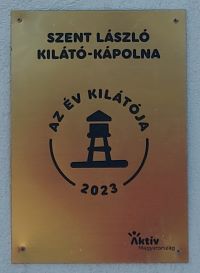 SZENT LÁSZLÓ
KILÁTÓ-KÁPOLNA
AZ ÉV KILÁTÓJA
2023
Aktív
Magyarország